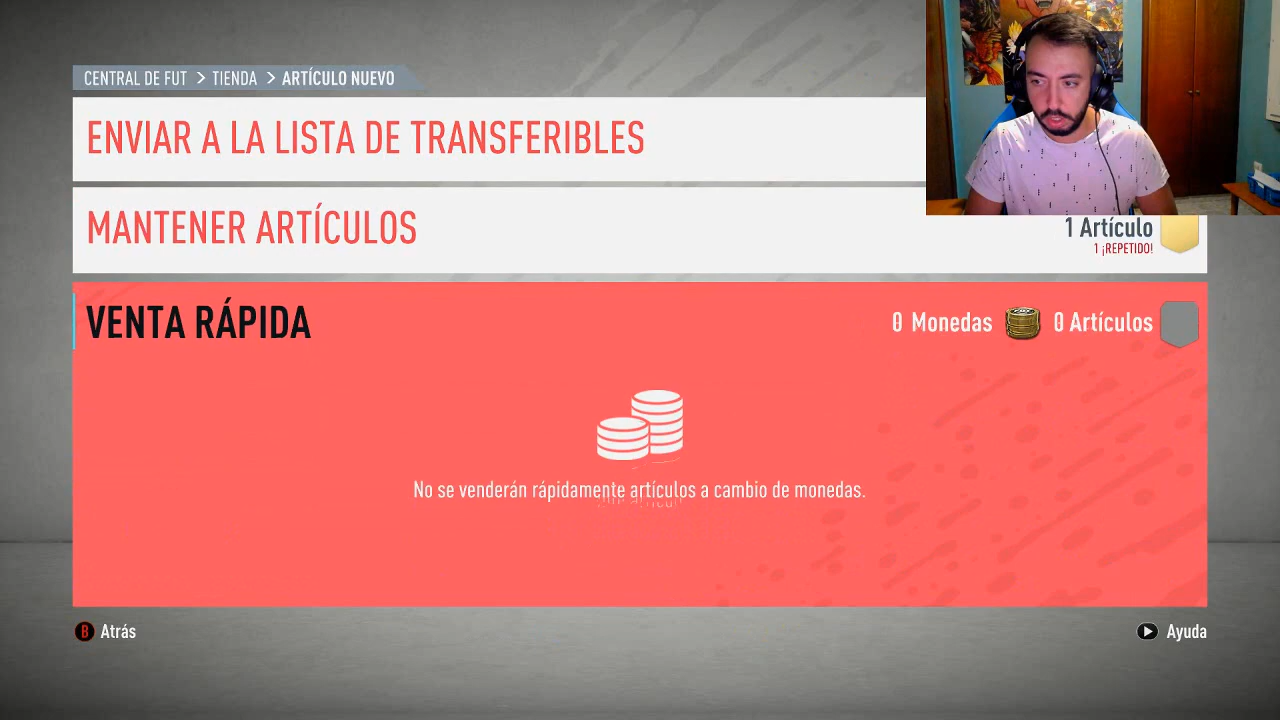 CENTRAL DE FUT > TIENDA > ARTÍCULO NUEVO
ENVIAR A LA LISTA DE TRANSFERIBLES
MANTENER ARTÍCULOS
1 Artículo
1 ¡REPETIDO!
VENTA RÁPIDA
0 Monedas
0 Artículos
No se venderán rápidamente artículos a cambio de monedas.
B Atrás
Ayuda